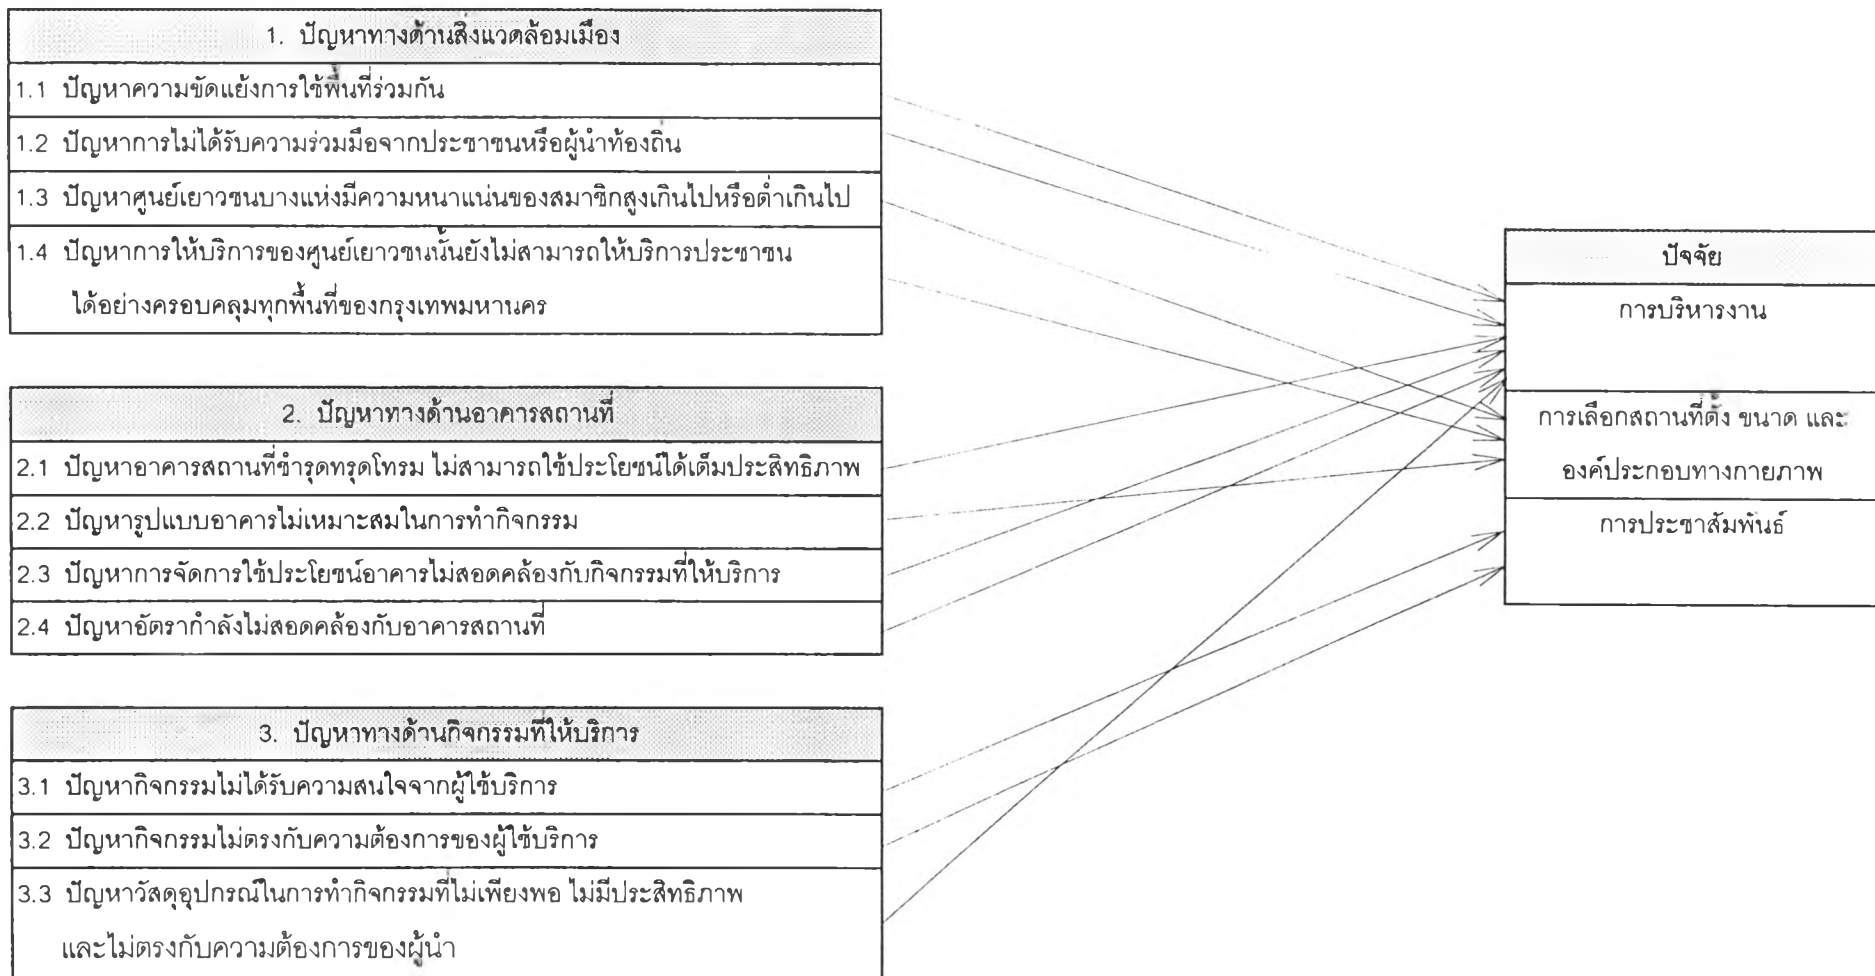 1. ปัญหาทางด้านสิ่งแวดล้อมเมือง
1.1 ปัญหาความขัดแย้งการใช้พื้นที่ร่วมกัน
1.2 ปัญหาการไม่ได้รับความร่วมมือจากประชาชนหรือผู้นำท้องถิ่น
1.3 ปัญหาศูนย์เยาวชนบางแห่งมีความหนาแน่นของสมาชิกสูงเกินไปหรือต่ำเกินไป
1.4 ปัญหาการให้บริการของศูนย์เยาวชนนั้นยังไม่สามารถให้บริการประชาชน
ได้อย่างครอบคลุมทุกพื้นที่ของกรุงเทพมหานคร
2. ปัญหาทางด้านอาคารสถานที่
2.1 ปัญหาอาคารสถานที่ชำรุดทรุดโทรม ไม่สามารถใช้ประโยชน์ได้เต็มประสิทธิภาพ
2.2 ปัญหารูปแบบอาคารไม่เหมาะสมในการทำกิจกรรม
2.3 ปัญหาการจัดการใช้ประโยชน์อาคารไม่สอดคล้องกับกิจกรรมที่ให้บริการ
2.4 ปัญหาอัตรากำลังไม่สอดคล้องกับอาคารสถานที่
3. ปัญหาทางด้านกิจกรรมที่ให้บริการ
3.1 ปัญหากิจกรรมไม่ได้รับความสนใจจากผู้ใช้บริการ
3.2 ปัญหากิจกรรมไม่ตรงกับความต้องการของผู้ใช้บริการ
3.3 ปัญหาวัสดุอุปกรณ์ในการทำกิจกรรมที่ไม่เพียงพอ ไม่มีประสิทธิภาพ
และไม่ตรงกับความต้องการของผู้นำ
ปัจจัย
การบริหารงาน
การเลือกสถานที่ตั้ง ขนาด และ
องค์ประกอบทางกายภาพ
การประชาสัมพันธ์